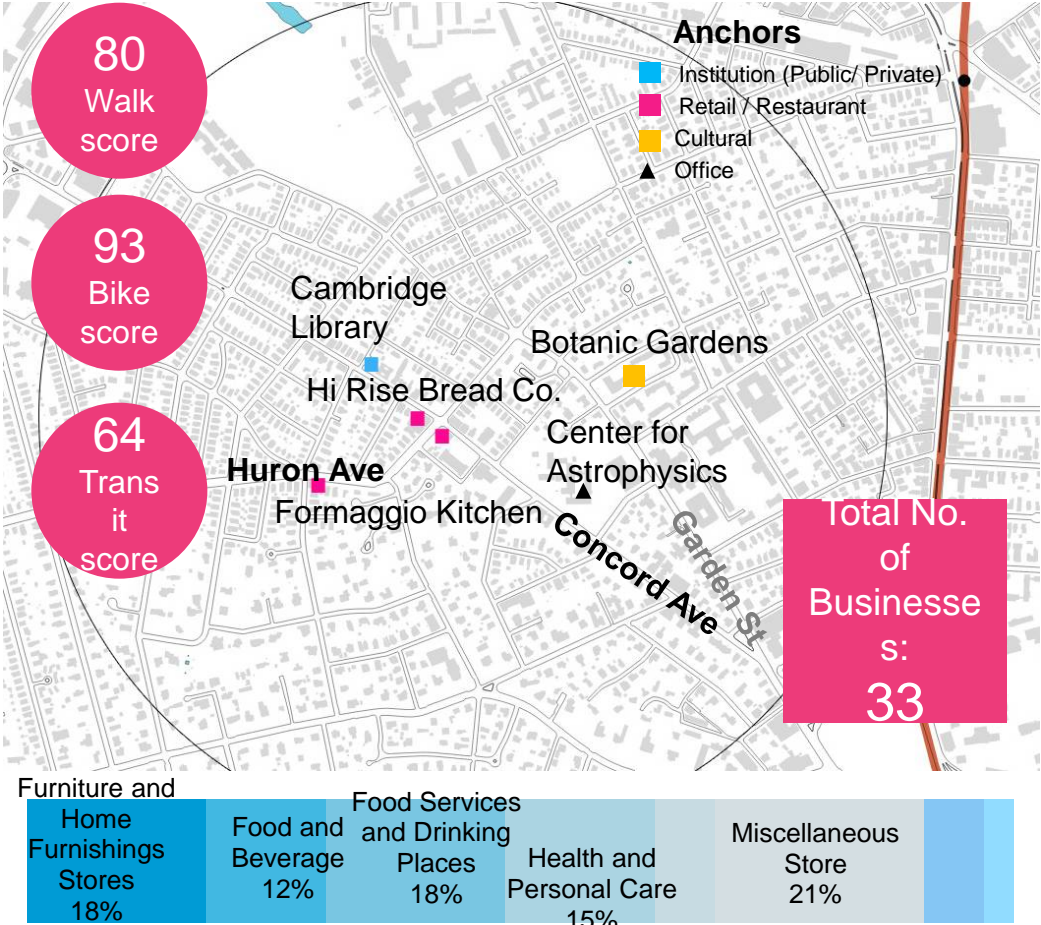 80
Walk
score
93
Bike
score
64
Trans
it
score
Anchors
Institution (Public/ Private)
Retail / Restaurant
Cultural
Office
Cambridge
Library
Botanic Gardens
Hi Rise Bread Co.
Center for
Astrophysics
Huron Ave
Formaggio Kitchen
Concord Ave
Garden St
Total No.
of
Businesse
s:
33
Furniture and
Home
Furnishings
Stores
18%
Food and
Beverage
12%
Food Services
and Drinking
Places
18%
Health and
Personal Care
15%
Miscellaneous
Store
21%